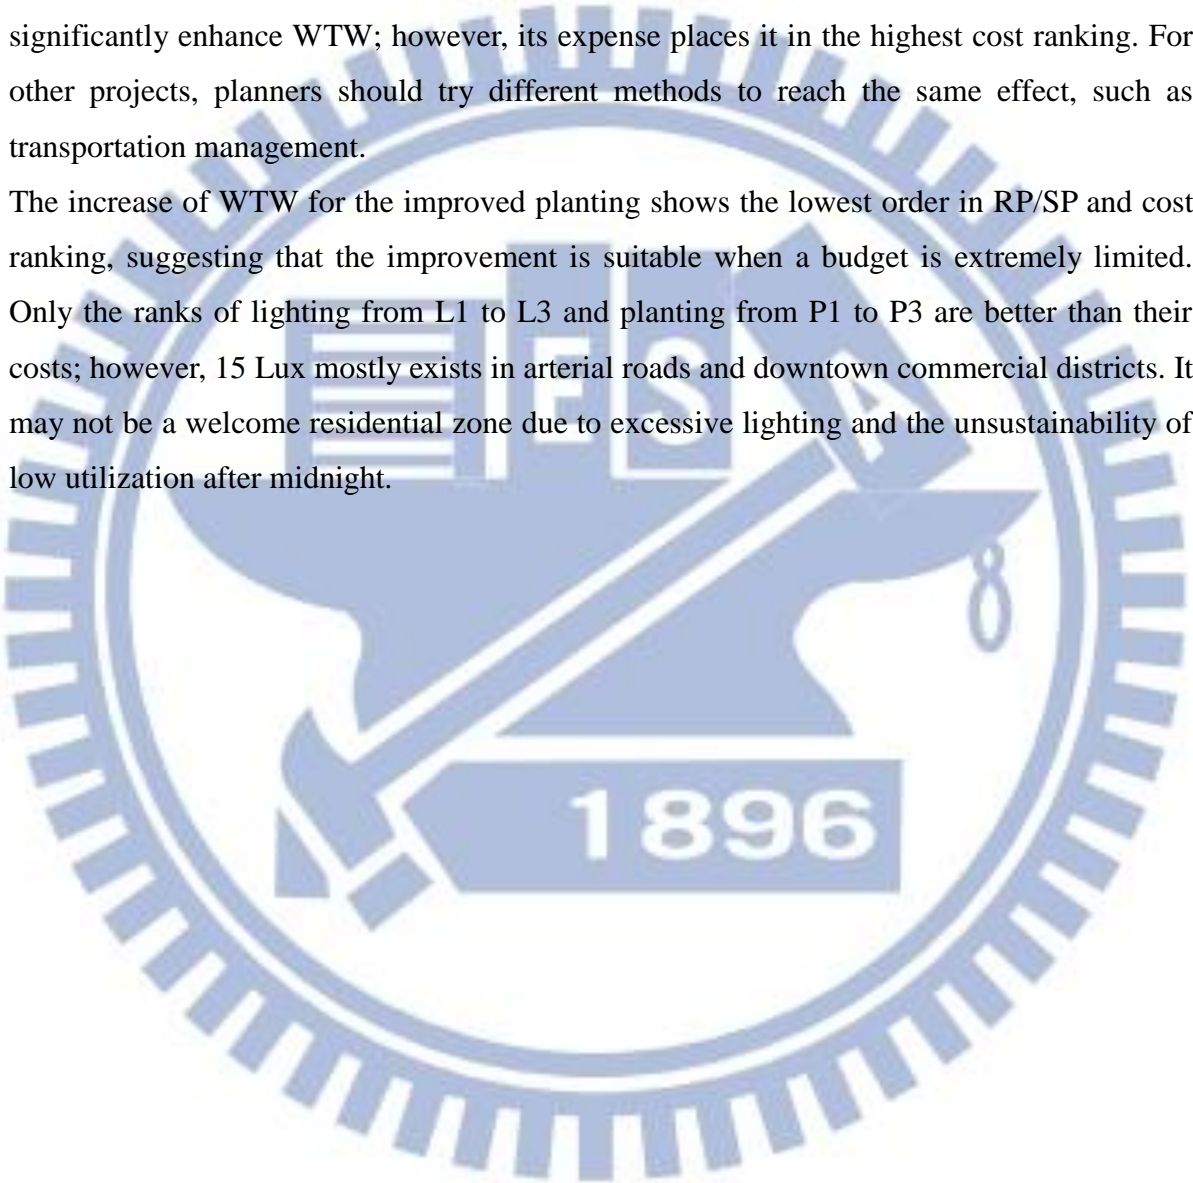 significantly enhance WTW; however, its expense places it in the highest cost ranking. For
other projects, planners should try different methods to reach the same effect, such as
transportation management.
The increase of WTW for the improved planting shows the lowest order in RP/SP and cost
ranking, suggesting that the improvement is suitable when a budget is extremely limited.
Only the ranks of lighting from L1 to L3 and planting from P1 to P3 are better than their
costs; however, 15 Lux mostly exists in arterial roads and downtown commercial districts. It
may not be a welcome residential zone due to excessive lighting and the unsustainability of
low utilization after midnight.
E S A
8
1896